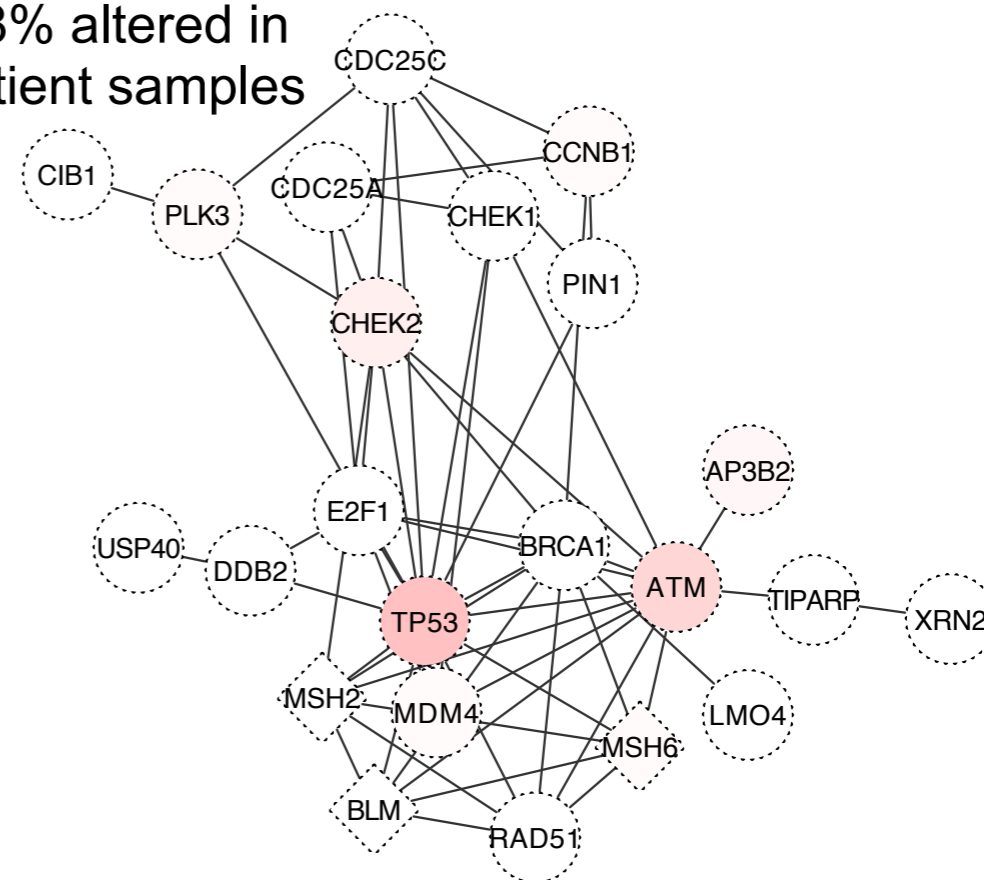 3% altered in
tient samples
CDC25C
CCNB1
CIB1
CDC25A
PLK3
CHEK1
PIN1
CHEK2
AP3B2
E2F1
USP40
BRCA1
DDB2
ATM
TIPARP
TP53
XRN2
MSH2
MDM4
LMO4
MSH6
BLM
RAD51